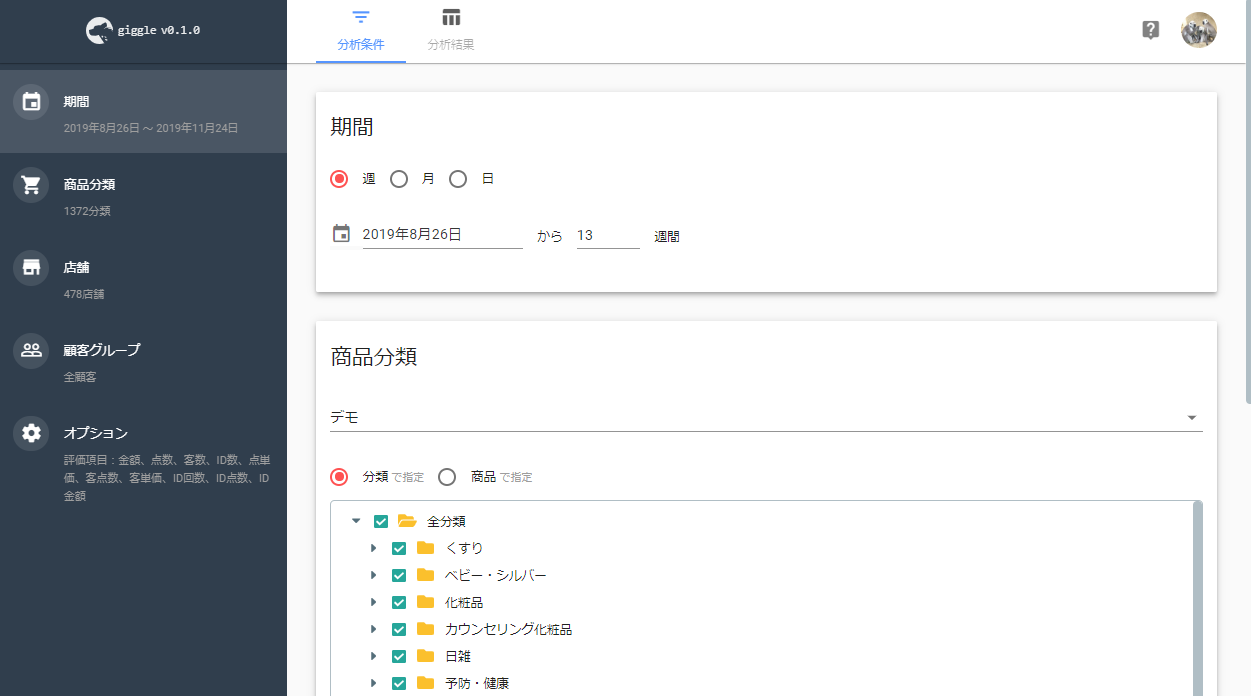 giggle v0.1.0
分析条件
分析結果
期間
2019年8月26日 〜 2019年11月24日
商品分類
1372分類
店舗
478店舗
顧客グループ
全顧客
オプション
評価項目：金額、点数、客数、ID数、点単
価、客点数、客単価、ID回数、ID点数、ID
金額
期間
週 月 日
2019年8月26日 から 13 週間
商品分類
デモ
分類 で指定 商品 で指定
全分類
くすり
ベビー・シルバー
化粧品
カウンセリング化粧品
日雑
予防・健康